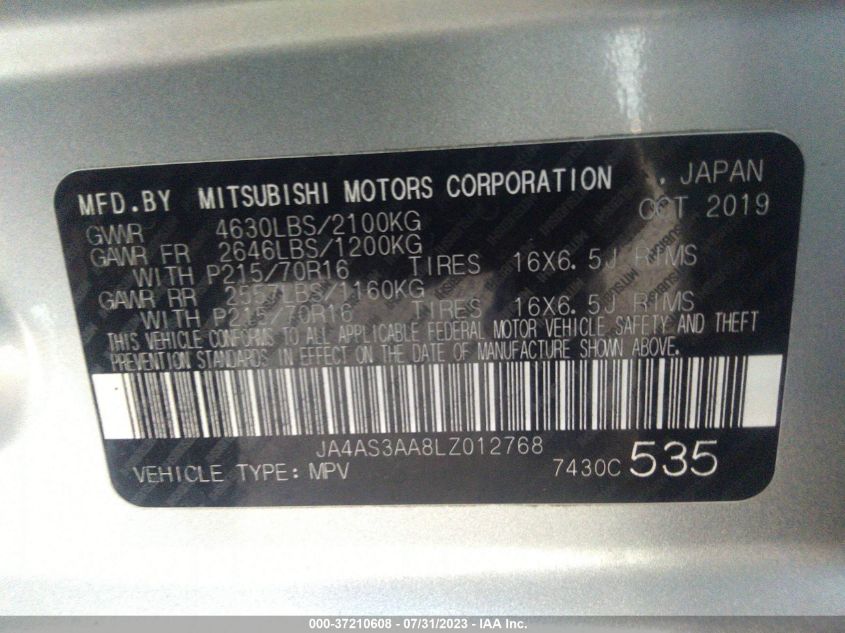 MFD.BY MITSUBISHI MOTORS CORPORATION , JAPAN
GVWR 4630LBS/2100KG OCT 2019
GAWR FR 2646LBS/1200KG
WITH P215/70R16 TIRES 16X6.5J RIMS
GAWR RR 2557LBS/1160KG
WITH P215/70R16 TIRES 16X6.5J RIMS
THIS VEHICLE CONFORMS TO ALL APPLICABLE FEDERAL MOTOR VEHICLE SAFETY AND THEFT
PREVENTION STANDARDS IN EFFECT ON THE DATE OF MANUFACTURE SHOWN ABOVE.
JA4AS3AA8LZ012768
VEHICLE TYPE: MPV 7430C 535
000-37210608 - 07/31/2023 - IAA Inc.